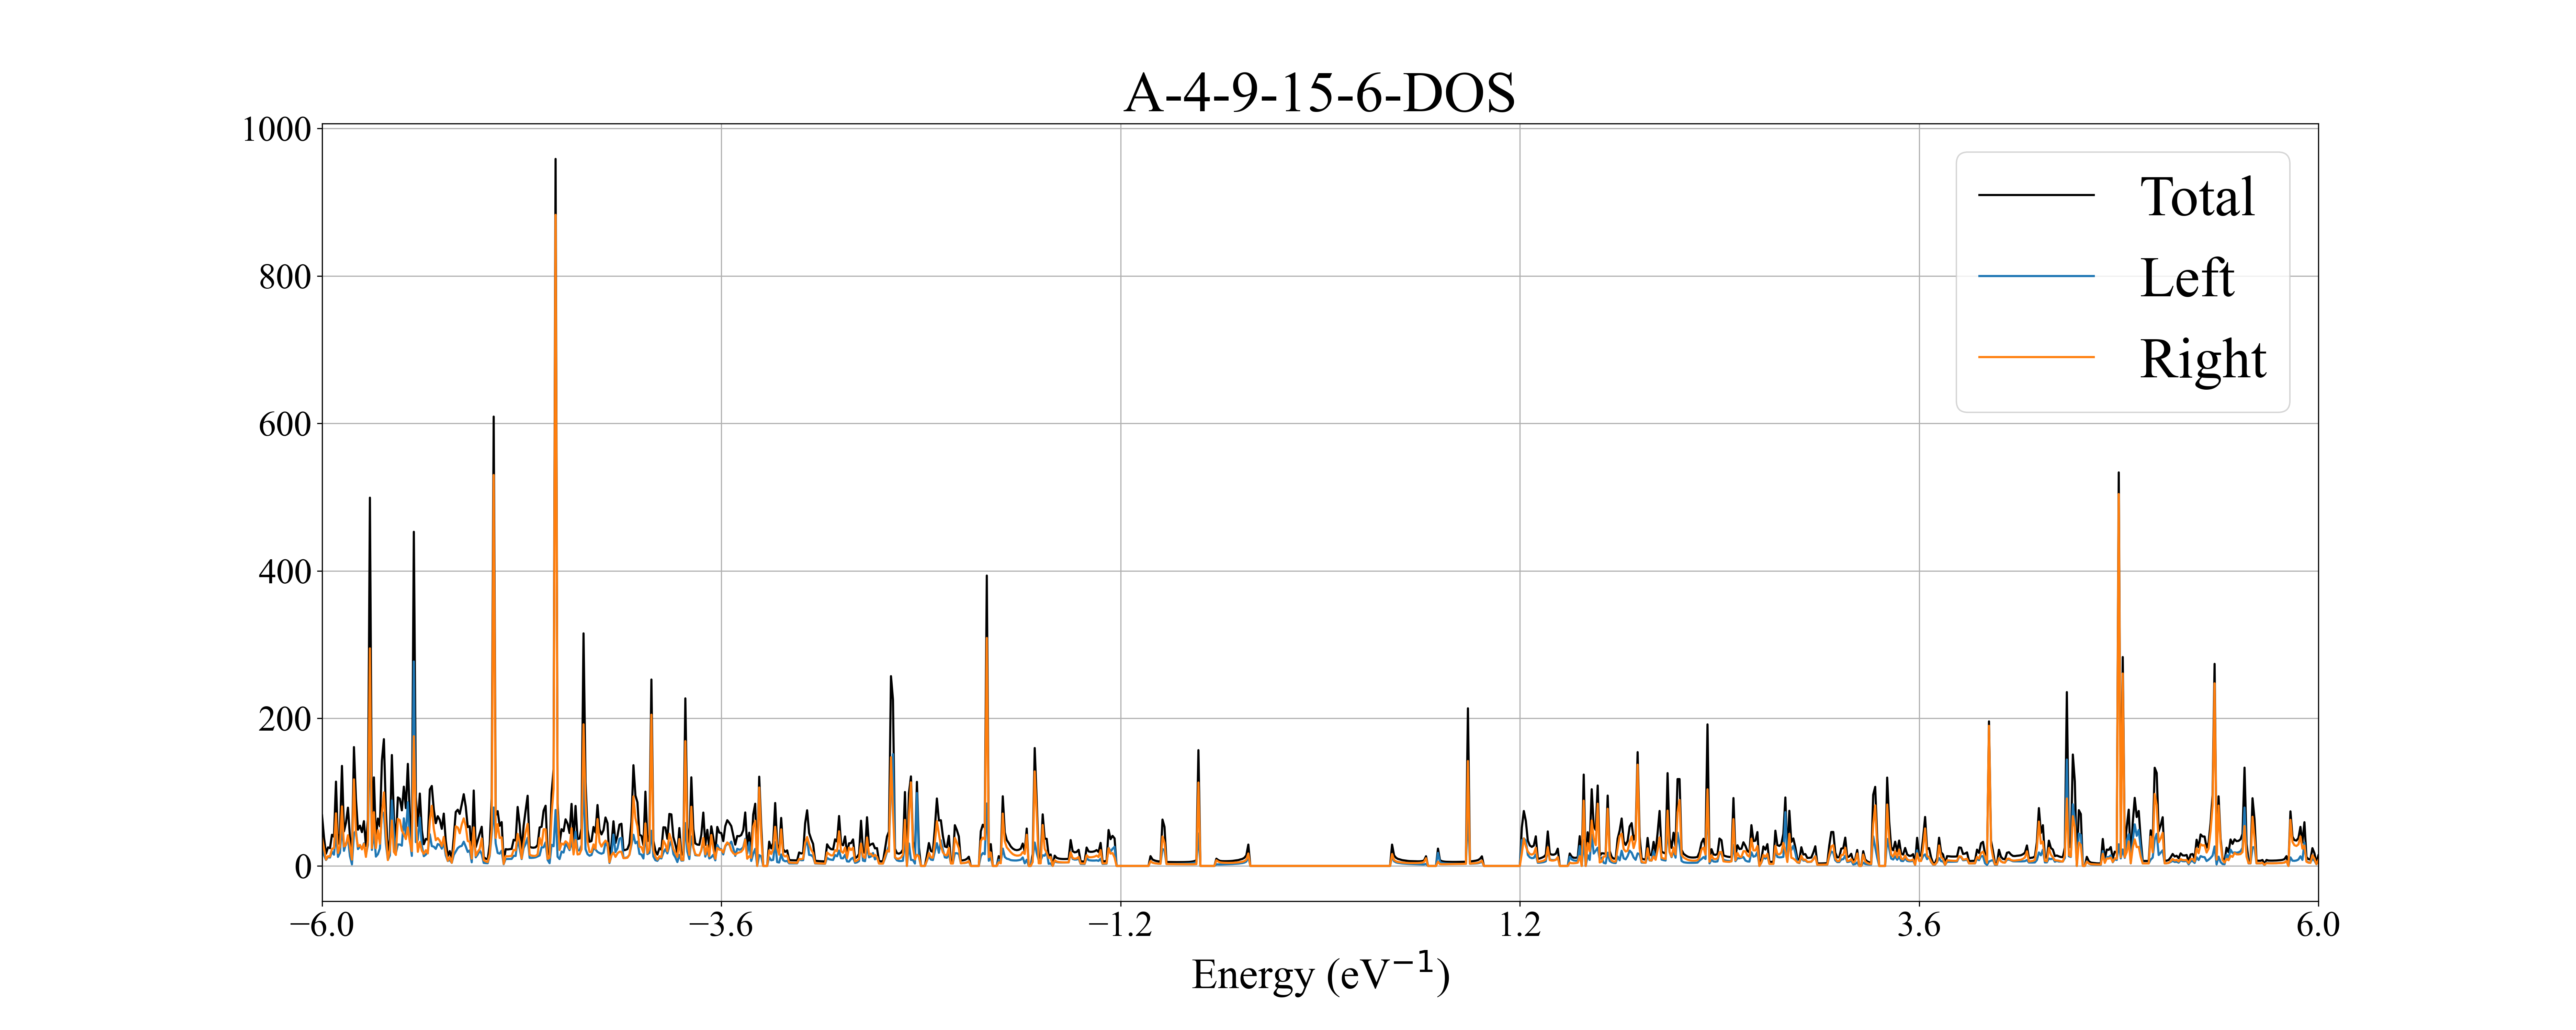 A-4-9-15-6-DOS
1000
800
600
400
200
0
Total
Left
Right
−6.0 −3.6 −1.2 1.2 3.6 6.0
Energy (eV⁻¹)